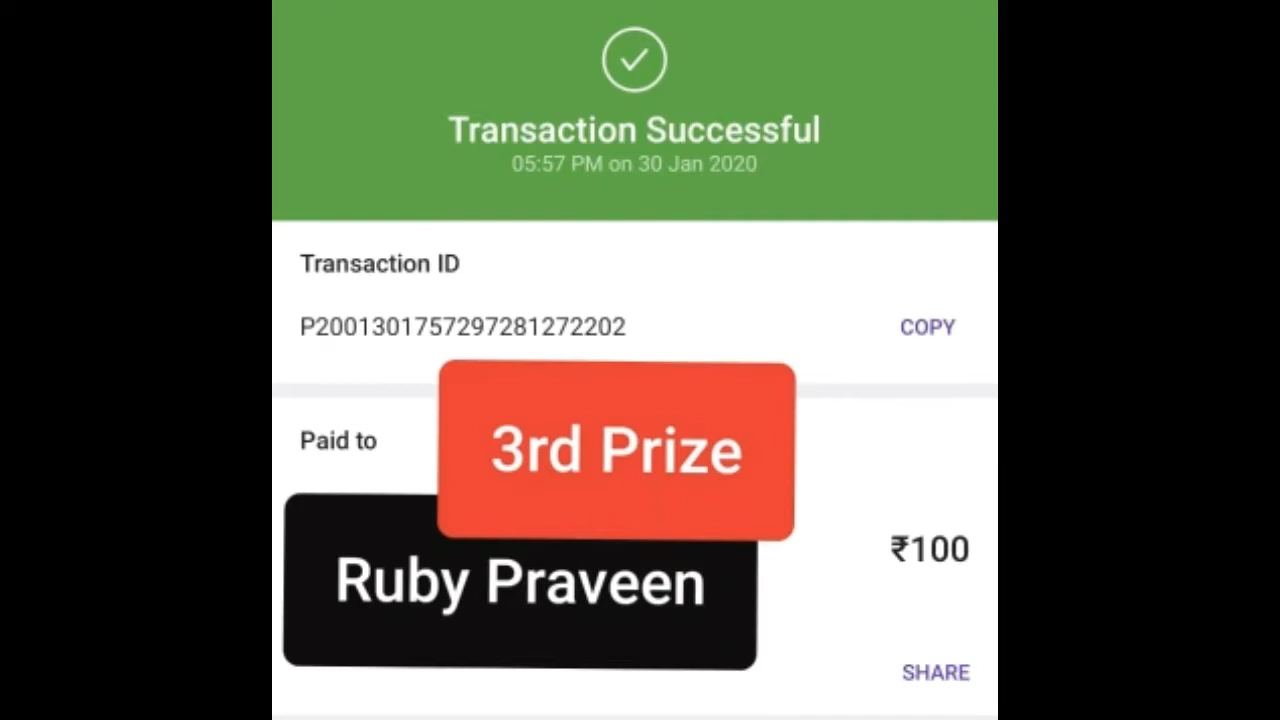 Transaction Successful
05:57 PM on 30 Jan 2020
Transaction ID
P2001301757297281272202
COPY
Paid to
3rd Prize
Ruby Praveen
₹100
SHARE